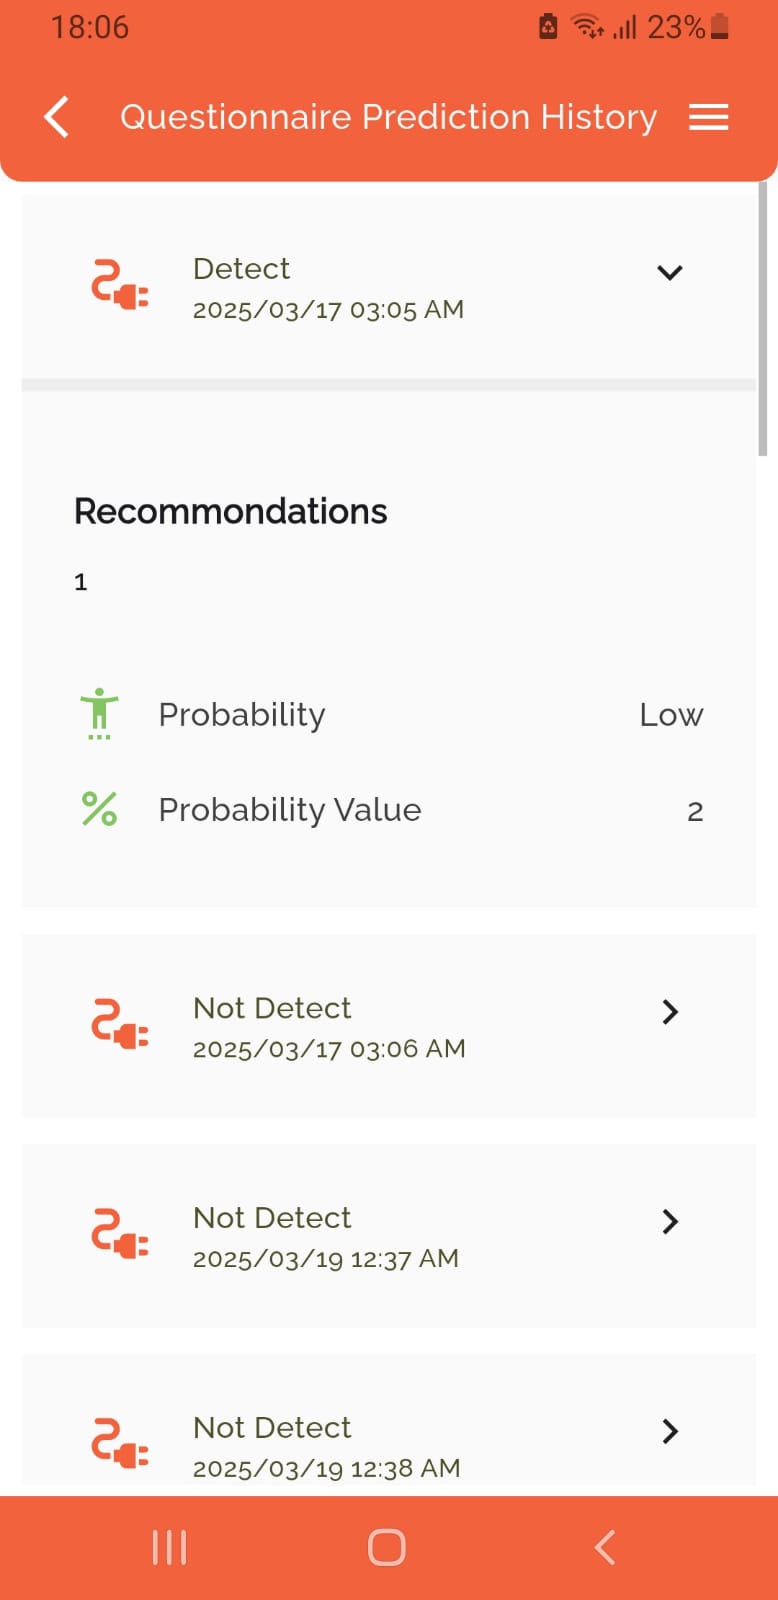 18:06
23%
Questionnaire Prediction History
Detect
2025/03/17 03:05 AM
Recommondations
1
Probability Low
Probability Value 2
Not Detect
2025/03/17 03:06 AM
Not Detect
2025/03/19 12:37 AM
Not Detect
2025/03/19 12:38 AM